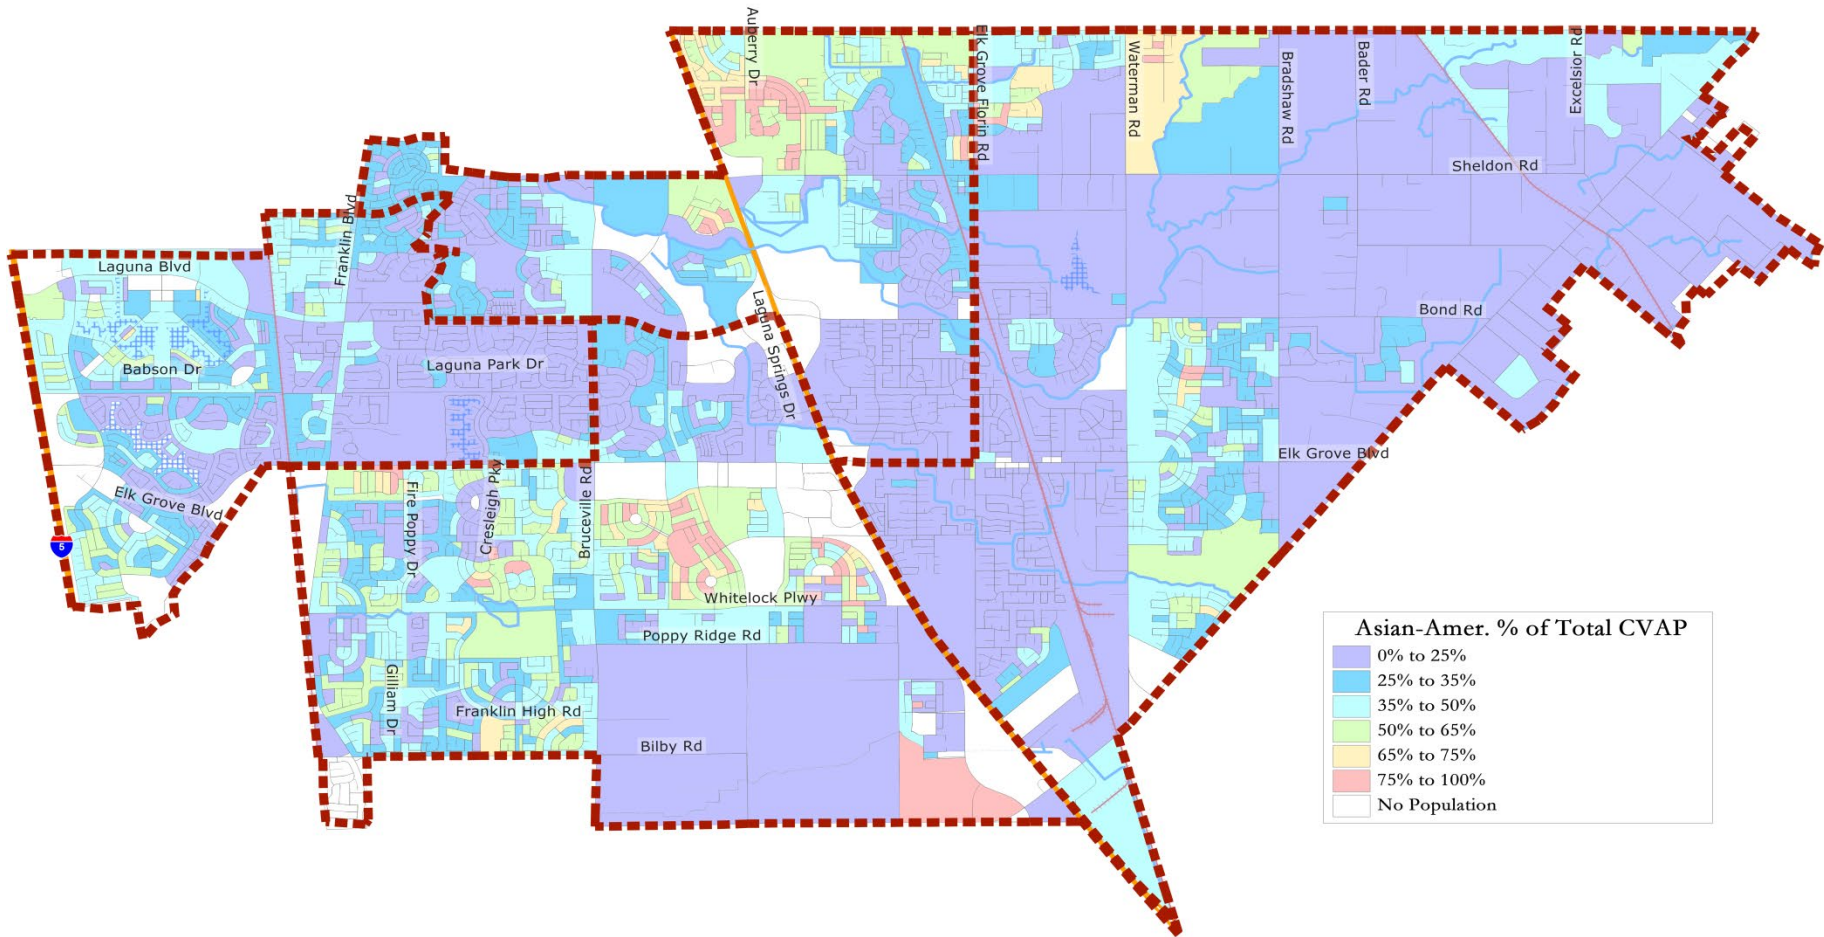 Auberry Dr
Elk Grove Florin Rd
Waterman Rd
Bradshaw Rd
Bader Rd
Excelsior Rd
Sheldon Rd
Franklin Blvd
Laguna Blvd
Laguna Springs Dr
Bond Rd
Babson Dr
Laguna Park Dr
Elk Grove Blvd
Elk Grove Blvd
Fire Poppy Dr
Cresleigh Pky
Bruceville Rd
5
Whitelock Plwy
Poppy Ridge Rd
Gilliam Dr
Franklin High Rd
Bilby Rd
Asian-Amer. % of Total CVAP
0% to 25%
25% to 35%
35% to 50%
50% to 65%
65% to 75%
75% to 100%
No Population